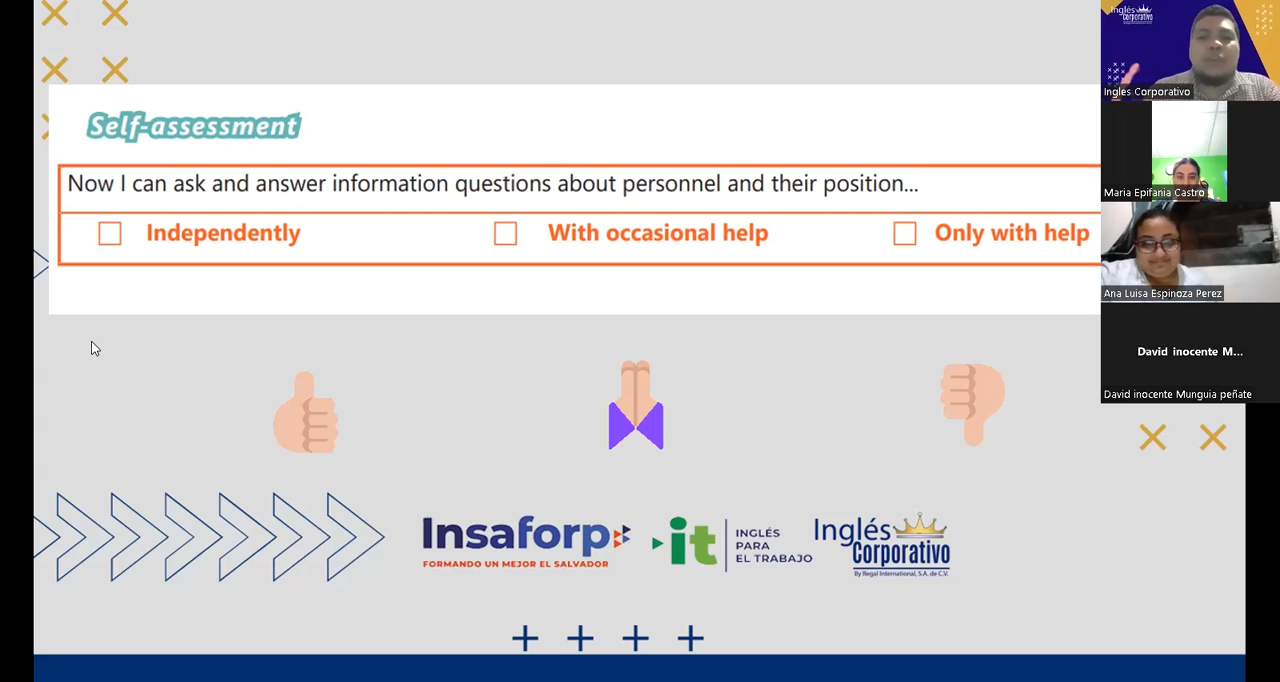 Self-assessment
Now I can ask and answer information questions about personnel and their position...
Independently
With occasional help
Only with help
Insaforp
FORMANDO UN MEJOR EL SALVADOR
it
INGLÉS
PARA
EL TRABAJO
Inglés
Corporativo
By Regal International, S.A. de C.V.
Inglés
Corporativo
Ingles Corporativo
Maria Epifania Castro
Ana Luisa Espinoza Perez
David inocente M...
David inocente Munguia peñate